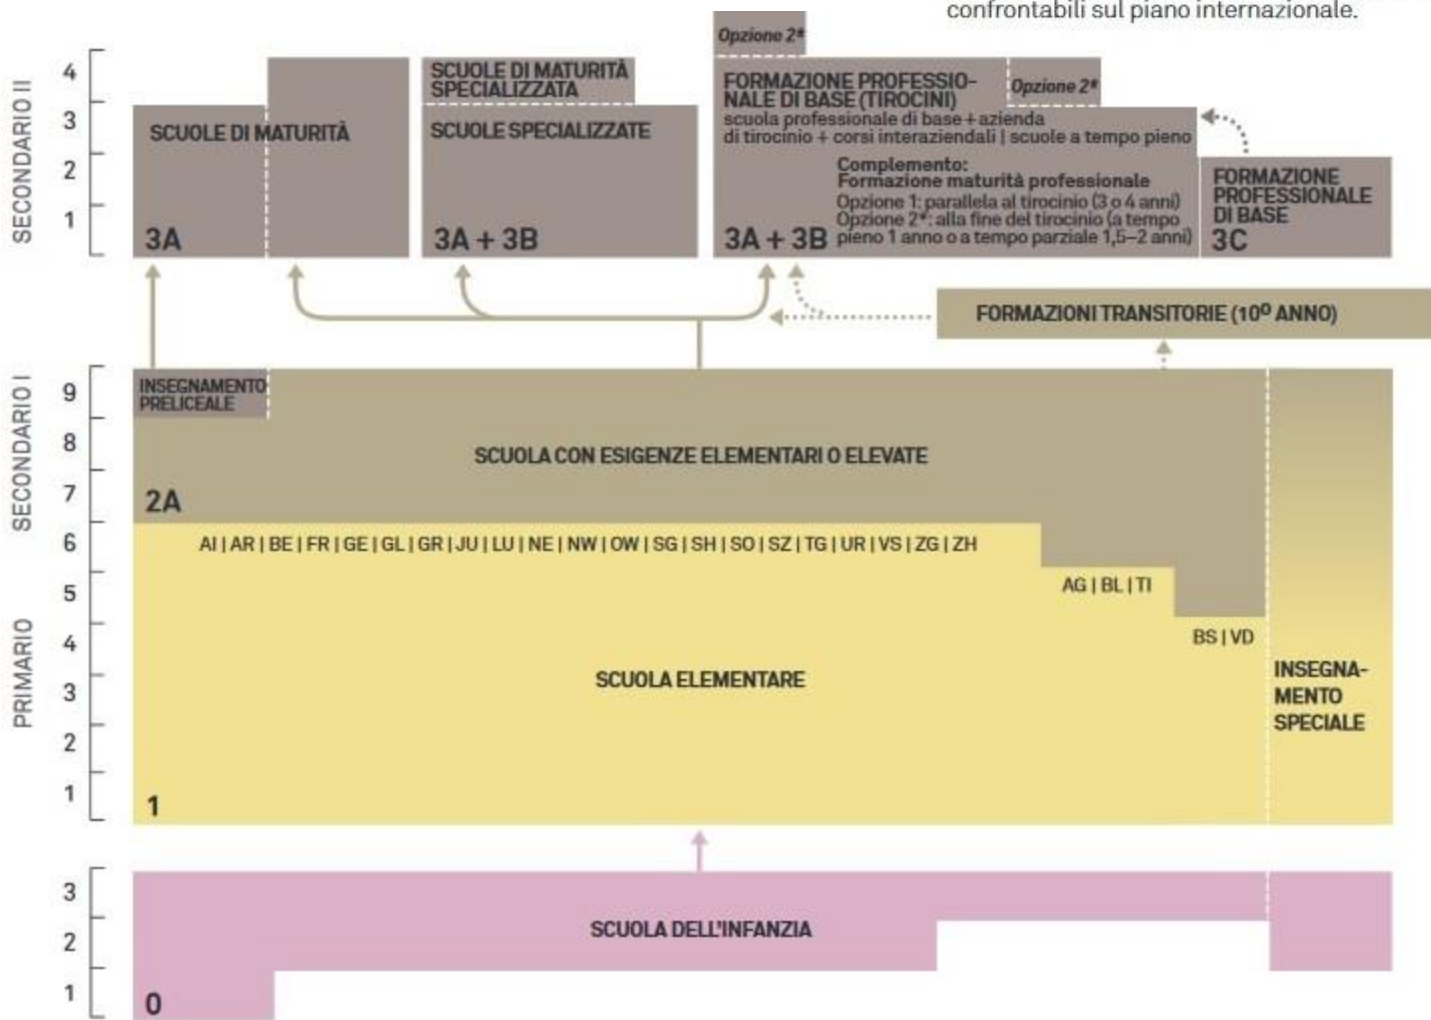 confrontabili sul piano internazionale.
SECONDARIO II
4
3
2
1
SCUOLE DI MATURITÀ
3A
SCUOLE DI MATURITÀ
SPECIALIZZATA
SCUOLE SPECIALIZZATE
3A + 3B
Opzione 2*
FORMAZIONE PROFESSIO-
NALE DI BASE (TIROCINI)
Opzione 2*
scuola professionale di base + azienda
di tirocinio + corsi interaziendali | scuole a tempo pieno
Complemento:
Formazione maturità professionale
Opzione 1: parallela al tirocinio (3 o 4 anni)
Opzione 2*: alla fine del tirocinio (a tempo
pieno 1 anno o a tempo parziale 1,5–2 anni)
3A + 3B
FORMAZIONE
PROFESSIONALE
DI BASE
3C
FORMAZIONI TRANSITORIE (10º ANNO)
SECONDARIO I
9
8
7
INSEGNAMENTO
PRELICEALE
SCUOLA CON ESIGENZE ELEMENTARI O ELEVATE
2A
PRIMARIO
6
5
4
3
2
1
AI | AR | BE | FR | GE | GL | GR | JU | LU | NE | NW | OW | SG | SH | SO | SZ | TG | UR | VS | ZG | ZH
AG | BL | TI
BS | VD
SCUOLA ELEMENTARE
INSEGNA-
MENTO
SPECIALE
1
3
2
1
SCUOLA DELL'INFANZIA
0